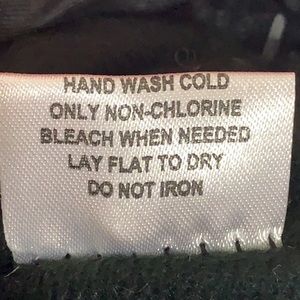 HAND WASH COLD
ONLY NON-CHLORINE
BLEACH WHEN NEEDED
LAY FLAT TO DRY
DO NOT IRON